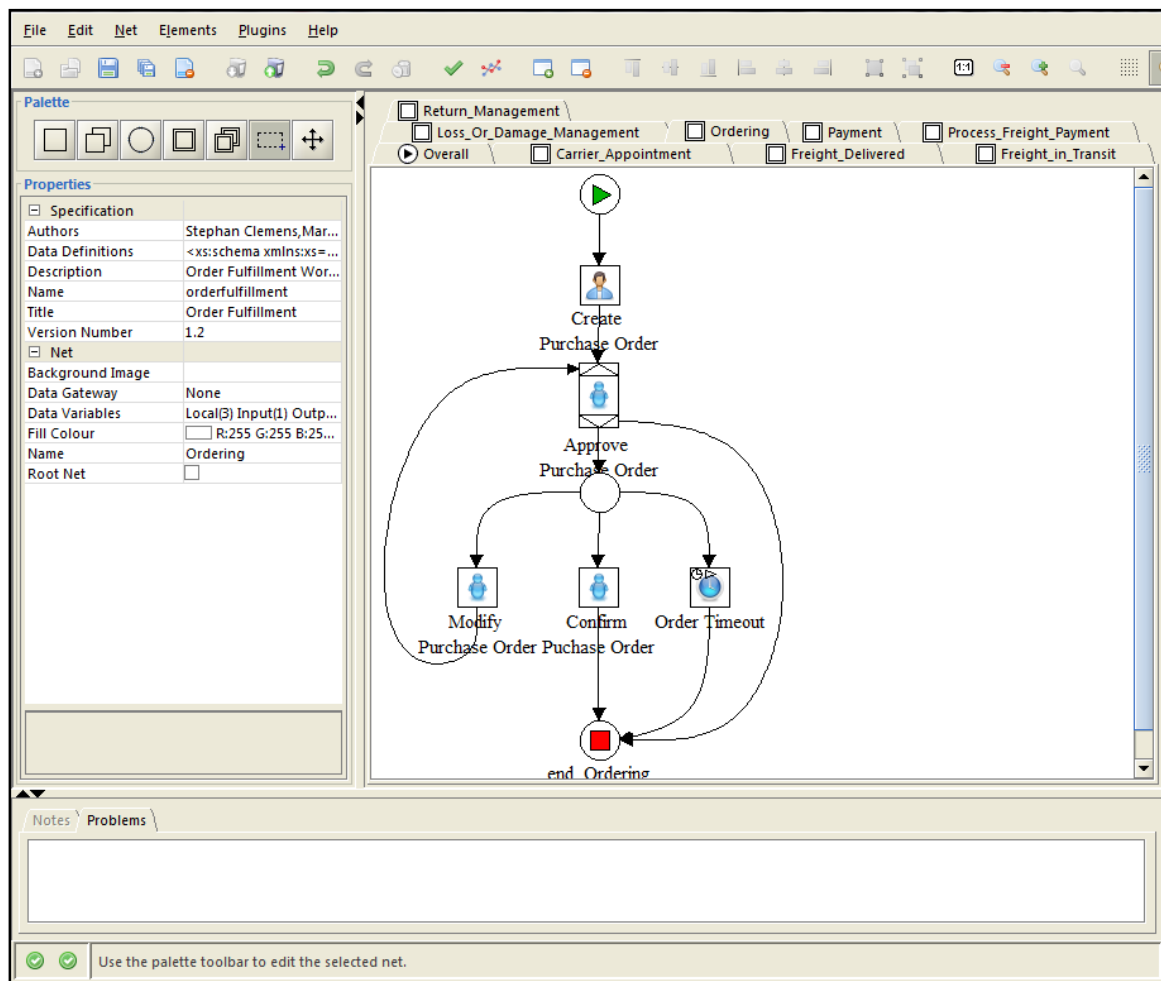 File Edit Net Elements Plugins Help
1:1
Palette
Properties
Specification
Authors Stephan Clemens,Mar...
Data Definitions <xs:schema xmlns:xs=...
Description Order Fulfillment Wor...
Name orderfulfillment
Title Order Fulfillment
Version Number 1.2
Net
Background Image
Data Gateway None
Data Variables Local(3) Input(1) Outp...
Fill Colour R:255 G:255 B:25...
Name Ordering
Root Net
Return_Management
Loss_Or_Damage_Management Ordering Payment Process_Freight_Payment
Overall Carrier_Appointment Freight_Delivered Freight_in_Transit
Create
Purchase Order
Approve
Purchase Order
Modify Confirm Order Timeout
Purchase Order Puchase Order
end_Ordering
Notes Problems
Use the palette toolbar to edit the selected net.